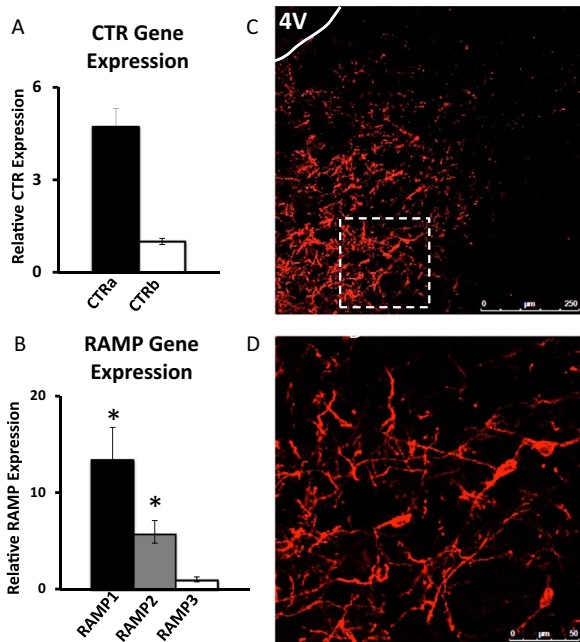 A
CTR Gene
Expression
Relative CTR Expression
6
3
0
CTRa
CTRb
B
RAMP Gene
Expression
Relative RAMP Expression
20
10
0
*
*
RAMP1
RAMP2
RAMP3
C
4V
0 µm 250
D
0 µm 50